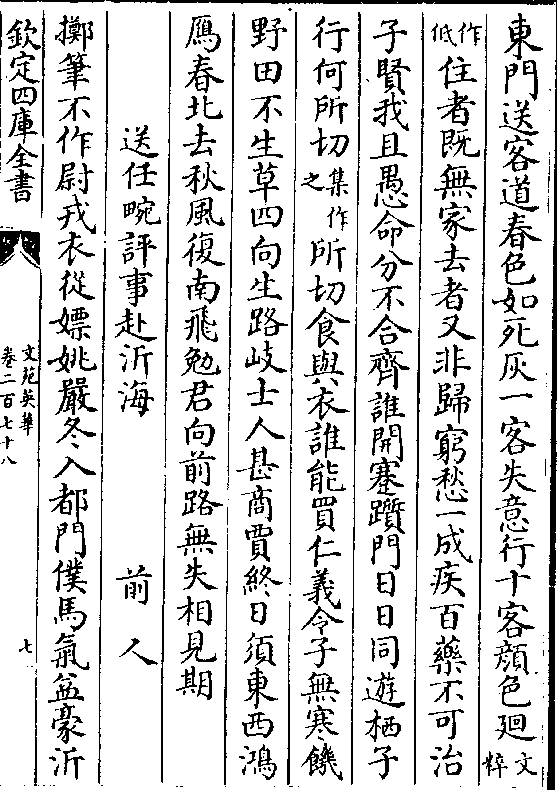 東門送客道春色如死灰一客失意行十客顔色廻文粹
作低住者既無家去者又非歸窮愁一成疾百藥不可治
子賢我且愚命分不合齊誰開蹇躓門日日同遊栖子
行何所切集作之所切食與衣誰能買仁義令子無寒饑
野田不生草四向生路岐士人甚商賈終日須東西鴻
鴈春北去秋風復南飛勉君向前路無失相見期
送任畹評事赴沂海 前人
擲筆不作尉戎衣從嫖姚嚴冬入都門僕馬氣益豪沂
欽定四庫全書
文苑英華
卷二百七十八
七